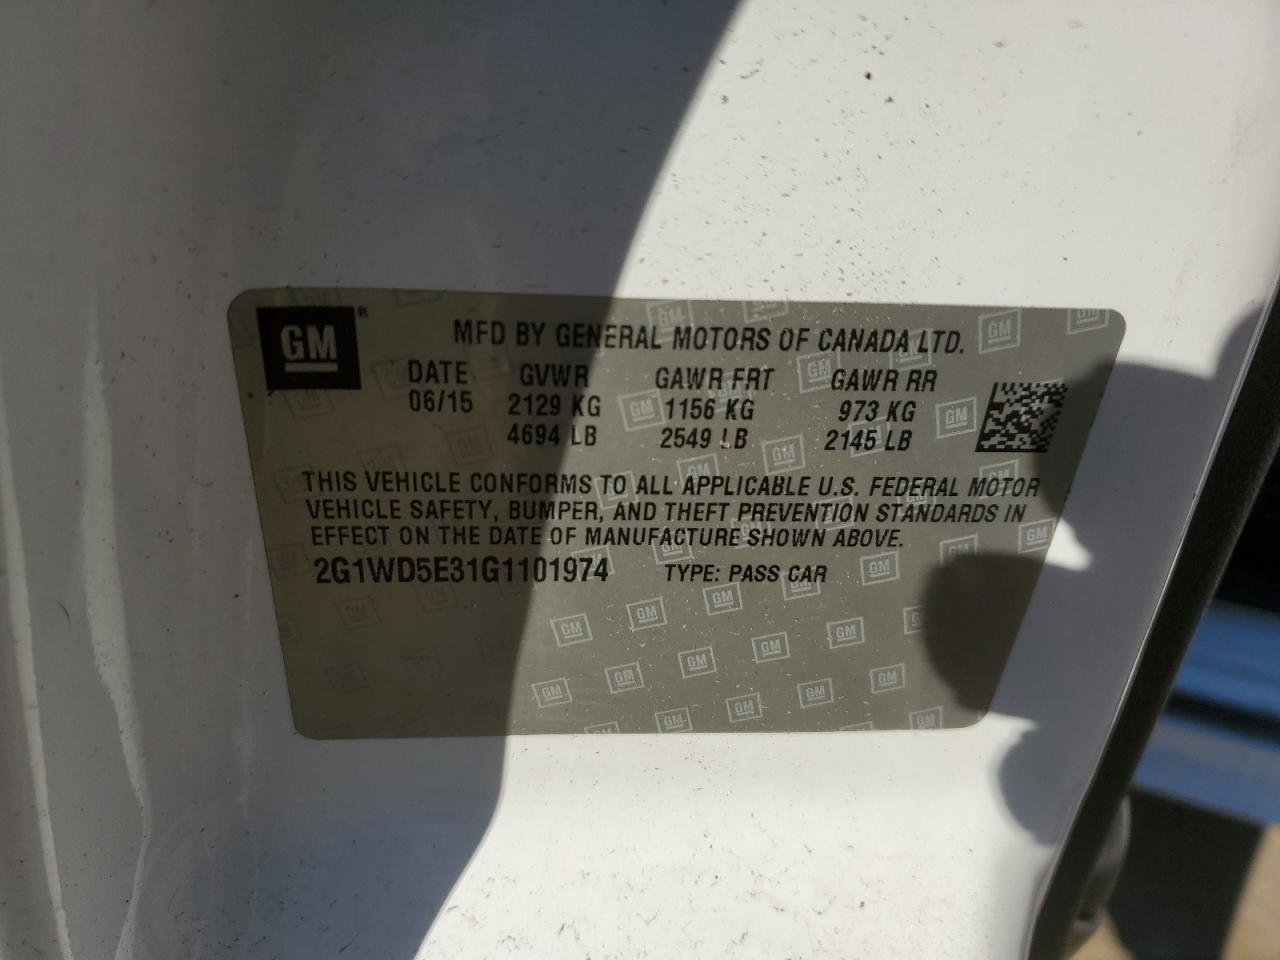 GM
MFD BY GENERAL MOTORS OF CANADA LTD.
DATE GVWR GAWR FRT GAWR RR
06/15 2129 KG 1156 KG 973 KG
4694 LB 2549 LB 2145 LB
THIS VEHICLE CONFORMS TO ALL APPLICABLE U.S. FEDERAL MOTOR
VEHICLE SAFETY, BUMPER, AND THEFT PREVENTION STANDARDS IN
EFFECT ON THE DATE OF MANUFACTURE SHOWN ABOVE.
2G1WD5E31G1101974 TYPE: PASS CAR